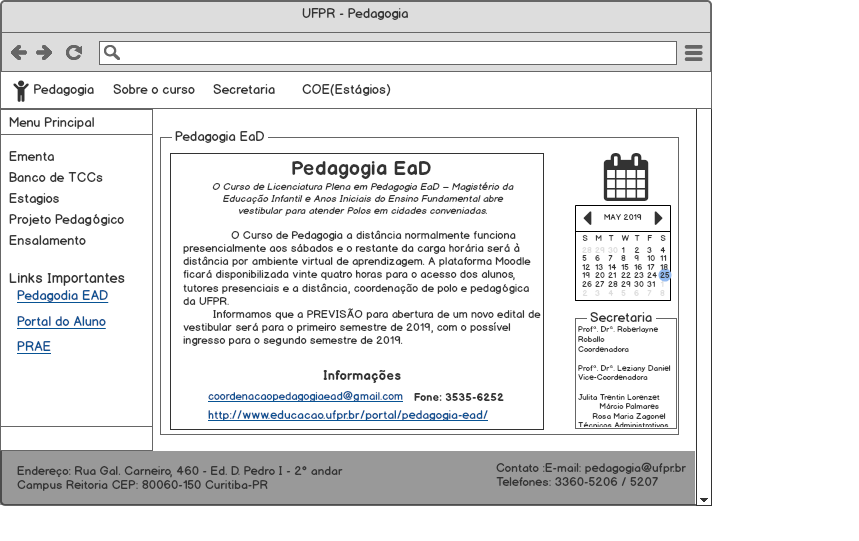 UFPR - Pedagogia
Pedagogia Sobre o curso Secretaria COE(Estágios)
Menu Principal
Ementa
Banco de TCCs
Estagios
Projeto Pedagógico
Ensalamento
Links Importantes
Pedagodia EAD
Portal do Aluno
PRAE
Pedagogia EaD
Pedagogia EaD
O Curso de Licenciatura Plena em Pedagogia EaD – Magistério da
Educação Infantil e Anos Iniciais do Ensino Fundamental abre
vestibular para atender Polos em cidades conveniadas.
O Curso de Pedagogia a distância normalmente funciona
presencialmente aos sábados e o restante da carga horária será à
distância por ambiente virtual de aprendizagem. A plataforma Moodle
ficará disponibilizada vinte quatro horas para o acesso dos alunos,
tutores presenciais e a distância, coordenação de polo e pedagógica
da UFPR.
Informamos que a PREVISÃO para abertura de um novo edital de
vestibular será para o primeiro semestre de 2019, com o possível
ingresso para o segundo semestre de 2019.
Informações
coordenacaopedagogiaead@gmail.com Fone: 3535-6252
http://www.educacao.ufpr.br/portal/pedagogia-ead/
MAY 2019
S M T W T F S
28 29 30 1 2 3 4
5 6 7 8 9 10 11
12 13 14 15 16 17 18
19 20 21 22 23 24 25
26 27 28 29 30 31 1
2 3 4 5 6 7 8
Secretaria
Profª. Drª. Roberlayne
Roballo
Coordenadora
Profª. Drª. Leziany Daniel
Vice-Coordenadora
Julita Trentin Lorenzet
Márcio Palmares
Rosa Maria Zagonel
Técnicos Administrativos
Endereço: Rua Gal. Carneiro, 460 - Ed. D. Pedro I - 2° andar
Campus Reitoria CEP: 80060-150 Curitiba-PR
Contato :E-mail: pedagogia@ufpr.br
Telefones: 3360-5206 / 5207